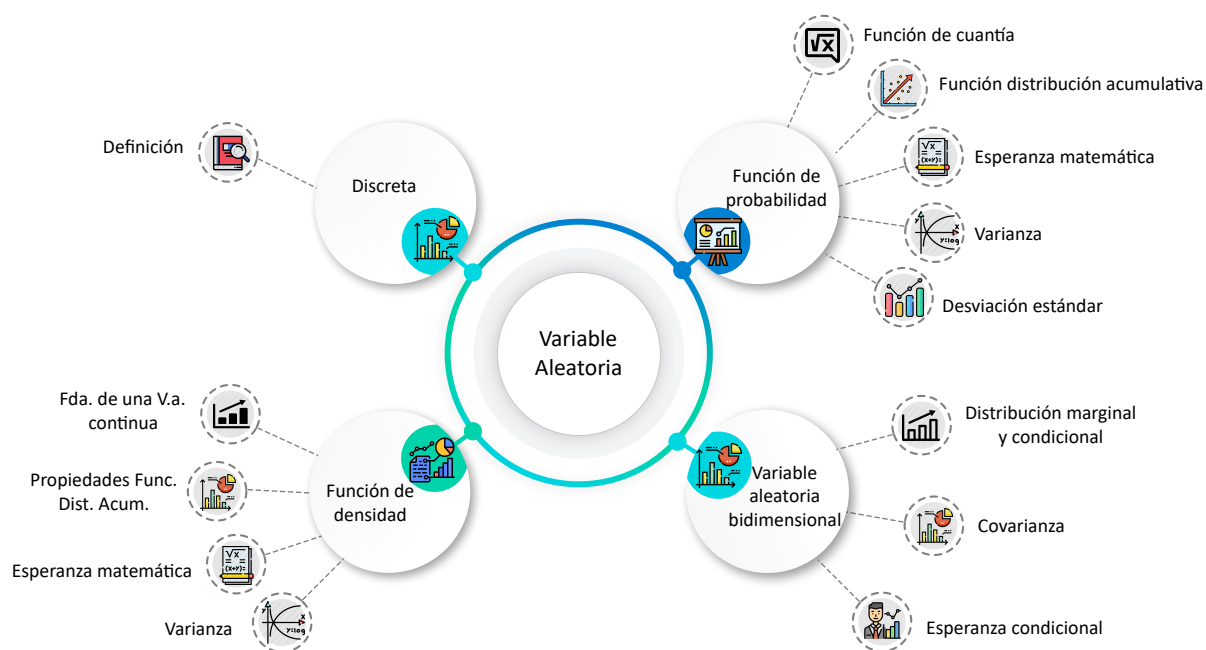 Variable
Aleatoria
Discreta
Definición
Función de
probabilidad
Función de cuantía
Función distribución acumulativa
Esperanza matemática
Varianza
Desviación estándar
Función de
densidad
Fda. de una V.a.
continua
Propiedades Func.
Dist. Acum.
Esperanza matemática
Varianza
Variable
aleatoria
bidimensional
Distribución marginal
y condicional
Covarianza
Esperanza condicional